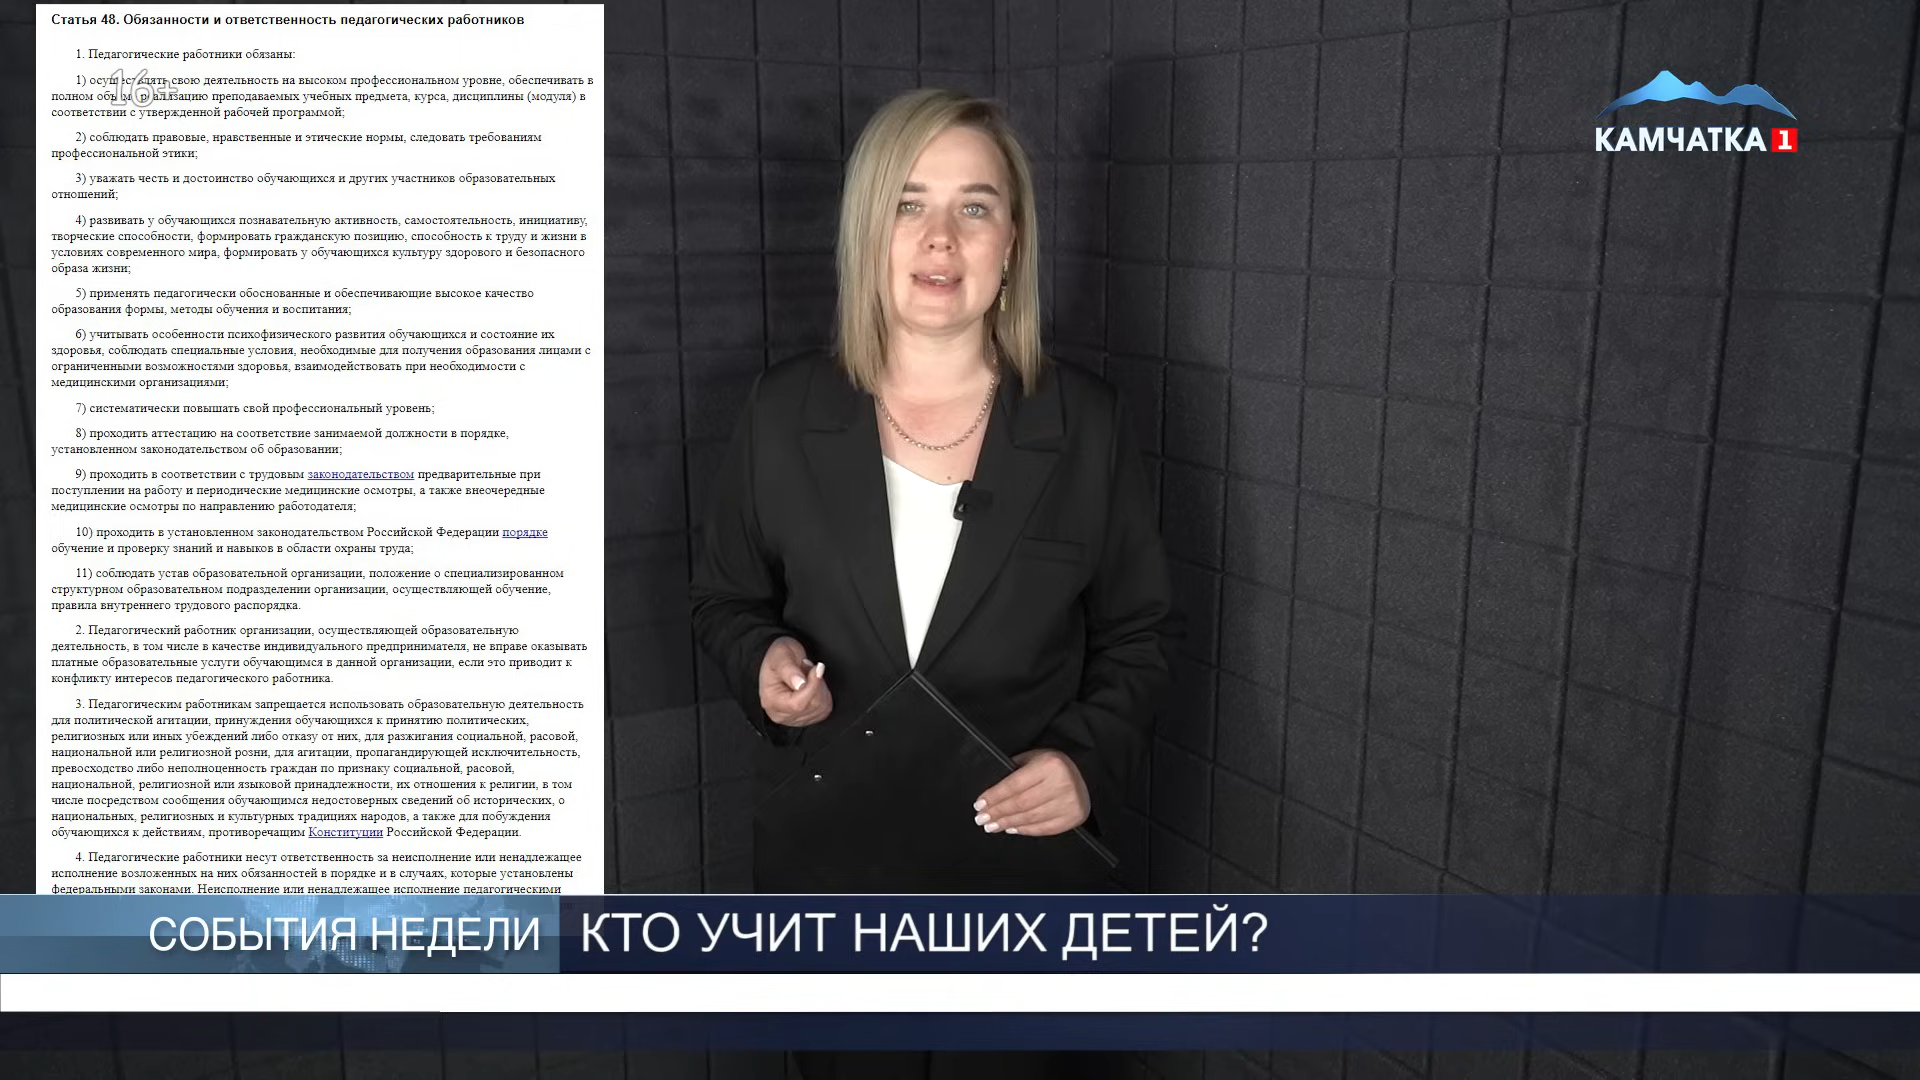 Статья 48. Обязанности и ответственность педагогических работников
1. Педагогические работники обязаны:
1) осуществлять свою деятельность на высоком профессиональном уровне, обеспечивать в
полном объеме реализацию преподаваемых учебных предмета, курса, дисциплины (модуля) в
соответствии с утвержденной рабочей программой;
16+
2) соблюдать правовые, нравственные и этические нормы, следовать требованиям
профессиональной этики;
3) уважать честь и достоинство обучающихся и других участников образовательных
отношений;
4) развивать у обучающихся познавательную активность, самостоятельность, инициативу,
творческие способности, формировать гражданскую позицию, способность к труду и жизни в
условиях современного мира, формировать у обучающихся культуру здорового и безопасного
образа жизни;
5) применять педагогически обоснованные и обеспечивающие высокое качество
образования формы, методы обучения и воспитания;
6) учитывать особенности психофизического развития обучающихся и состояние их
здоровья, соблюдать специальные условия, необходимые для получения образования лицами с
ограниченными возможностями здоровья, взаимодействовать при необходимости с
медицинскими организациями;
7) систематически повышать свой профессиональный уровень;
8) проходить аттестацию на соответствие занимаемой должности в порядке,
установленном законодательством об образовании;
9) проходить в соответствии с трудовым законодательством предварительные при
поступлении на работу и периодические медицинские осмотры, а также внеочередные
медицинские осмотры по направлению работодателя;
10) проходить в установленном законодательством Российской Федерации порядке
обучение и проверку знаний и навыков в области охраны труда;
11) соблюдать устав образовательной организации, положение о специализированном
структурном образовательном подразделении организации, осуществляющей обучение,
правила внутреннего трудового распорядка.
2. Педагогический работник организации, осуществляющей образовательную
деятельность, в том числе в качестве индивидуального предпринимателя, не вправе оказывать
платные образовательные услуги обучающимся в данной организации, если это приводит к
конфликту интересов педагогического работника.
3. Педагогическим работникам запрещается использовать образовательную деятельность
для политической агитации, принуждения обучающихся к принятию политических,
религиозных или иных убеждений либо отказу от них, для разжигания социальной, расовой,
национальной или религиозной розни, для агитации, пропагандирующей исключительность,
превосходство либо неполноценность граждан по признаку социальной, расовой,
национальной, религиозной или языковой принадлежности, их отношения к религии, в том
числе посредством сообщения обучающимся недостоверных сведений об исторических, о
национальных, религиозных и культурных традициях народов, а также для побуждения
обучающихся к действиям, противоречащим Конституции Российской Федерации.
4. Педагогические работники несут ответственность за неисполнение или ненадлежащее
исполнение возложенных на них обязанностей в порядке и в случаях, которые установлены
федеральными законами. Неисполнение или ненадлежащее исполнение педагогическими
КАМЧАТКА 1
СОБЫТИЯ НЕДЕЛИ КТО УЧИТ НАШИХ ДЕТЕЙ?